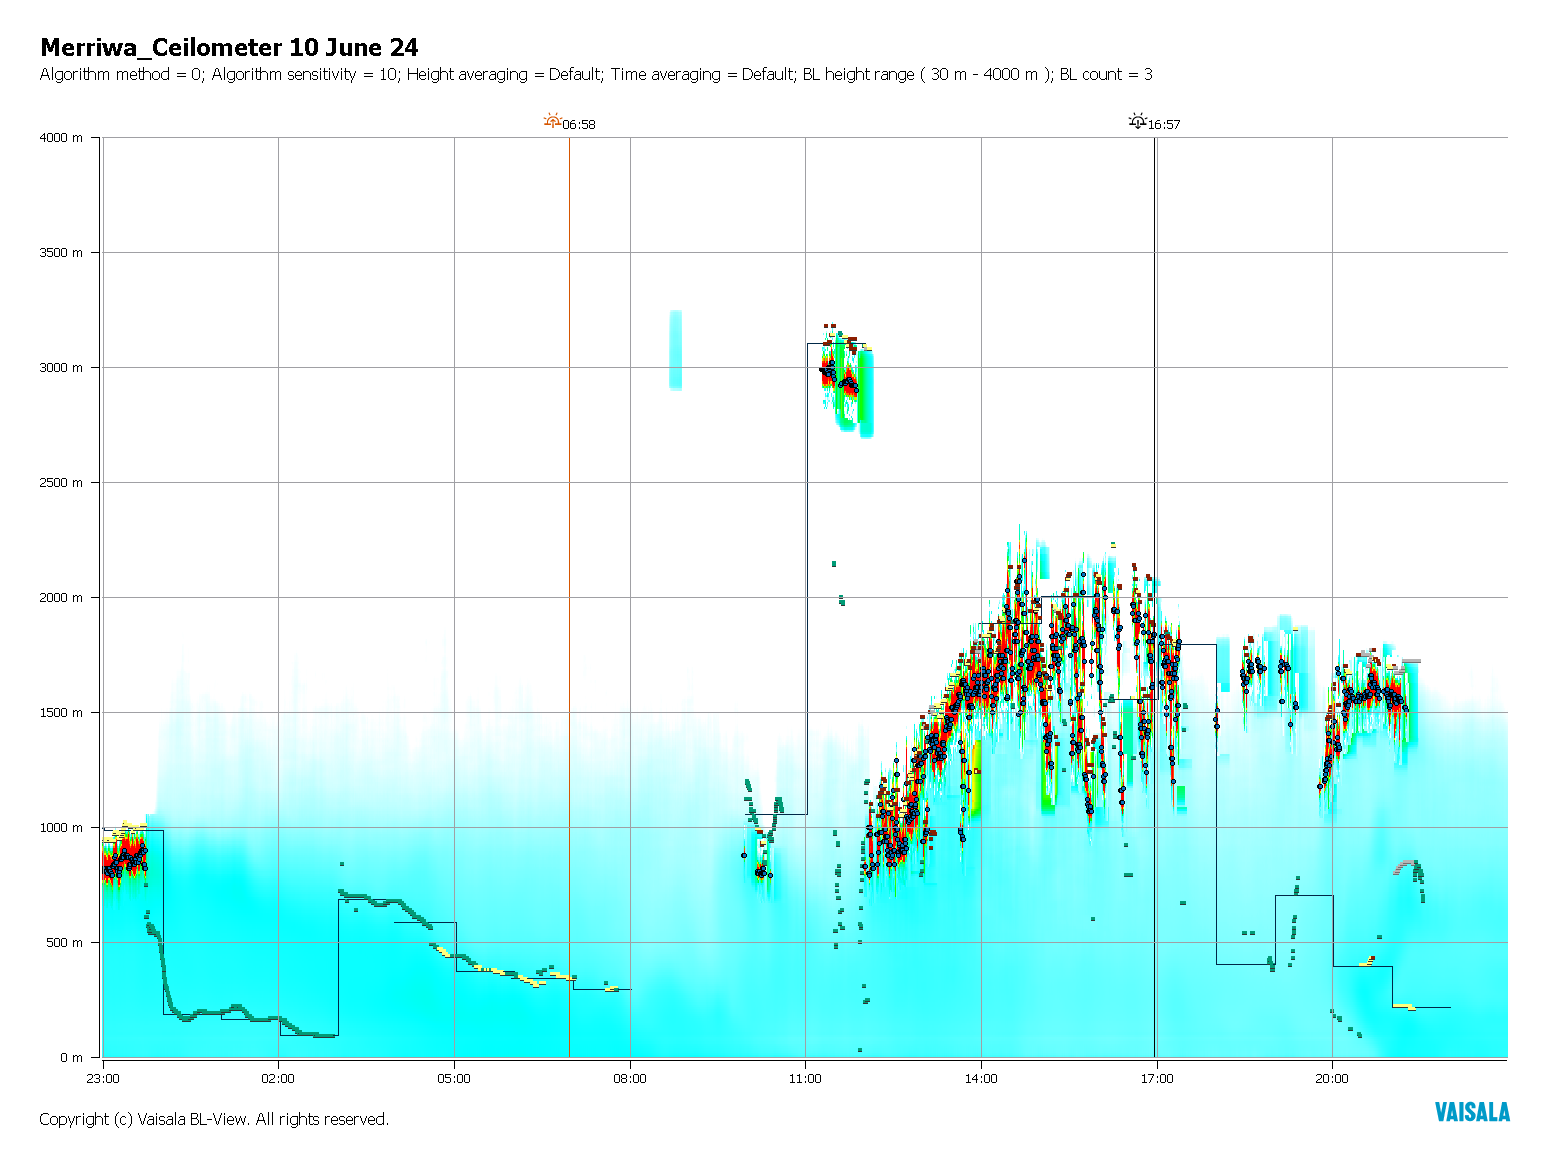 Merriwa_Ceilometer 10 June 24
Algorithm method = 0; Algorithm sensitivity = 10; Height averaging = Default; Time averaging = Default; BL height range ( 30 m - 4000 m ); BL count = 3
06:58
16:57
4000 m
3500 m
3000 m
2500 m
2000 m
1500 m
1000 m
500 m
0 m
23:00
02:00
05:00
08:00
11:00
14:00
17:00
20:00
Copyright (c) Vaisala BL-View. All rights reserved.
VAISALA